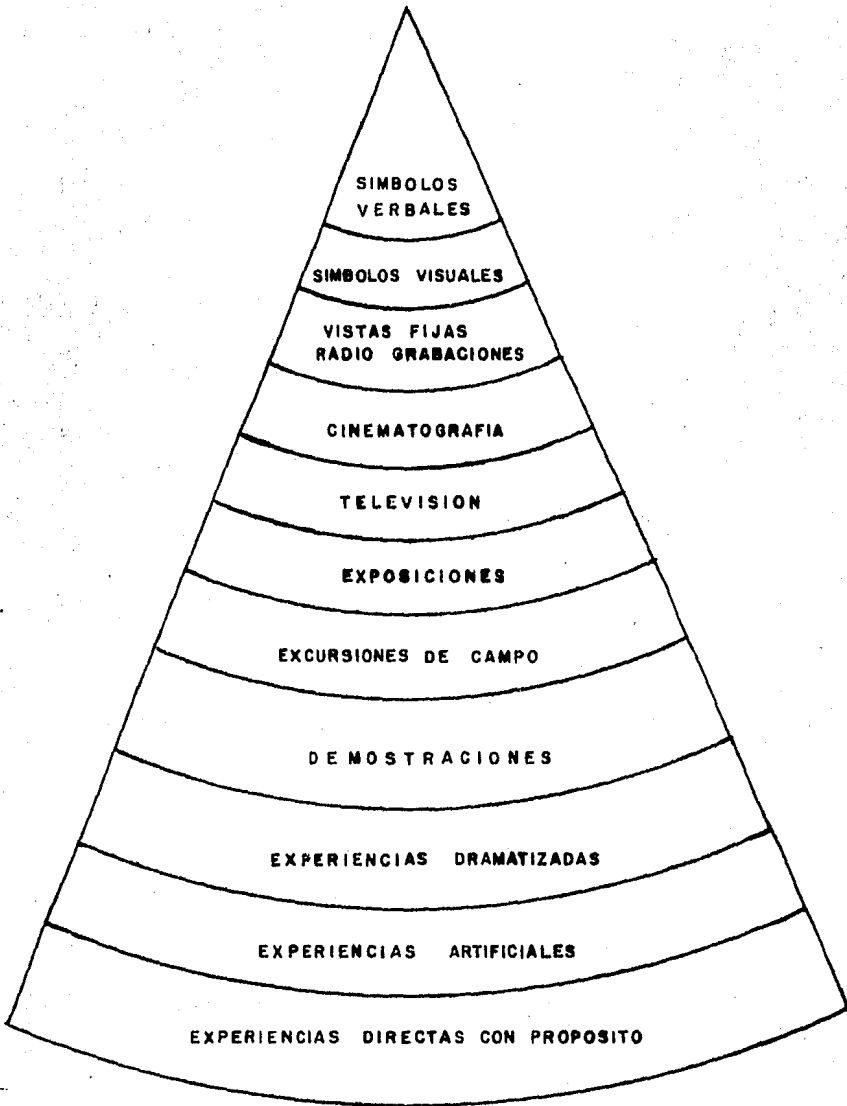 SIMBOLOS
VERBALES
SIMBOLOS VISUALES
VISTAS FIJAS
RADIO GRABACIONES
CINEMATOGRAFIA
TELEVISION
EXPOSICIONES
EXCURSIONES DE CAMPO
DEMOSTRACIONES
EXPERIENCIAS DRAMATIZADAS
EXPERIENCIAS ARTIFICIALES
EXPERIENCIAS DIRECTAS CON PROPOSITO